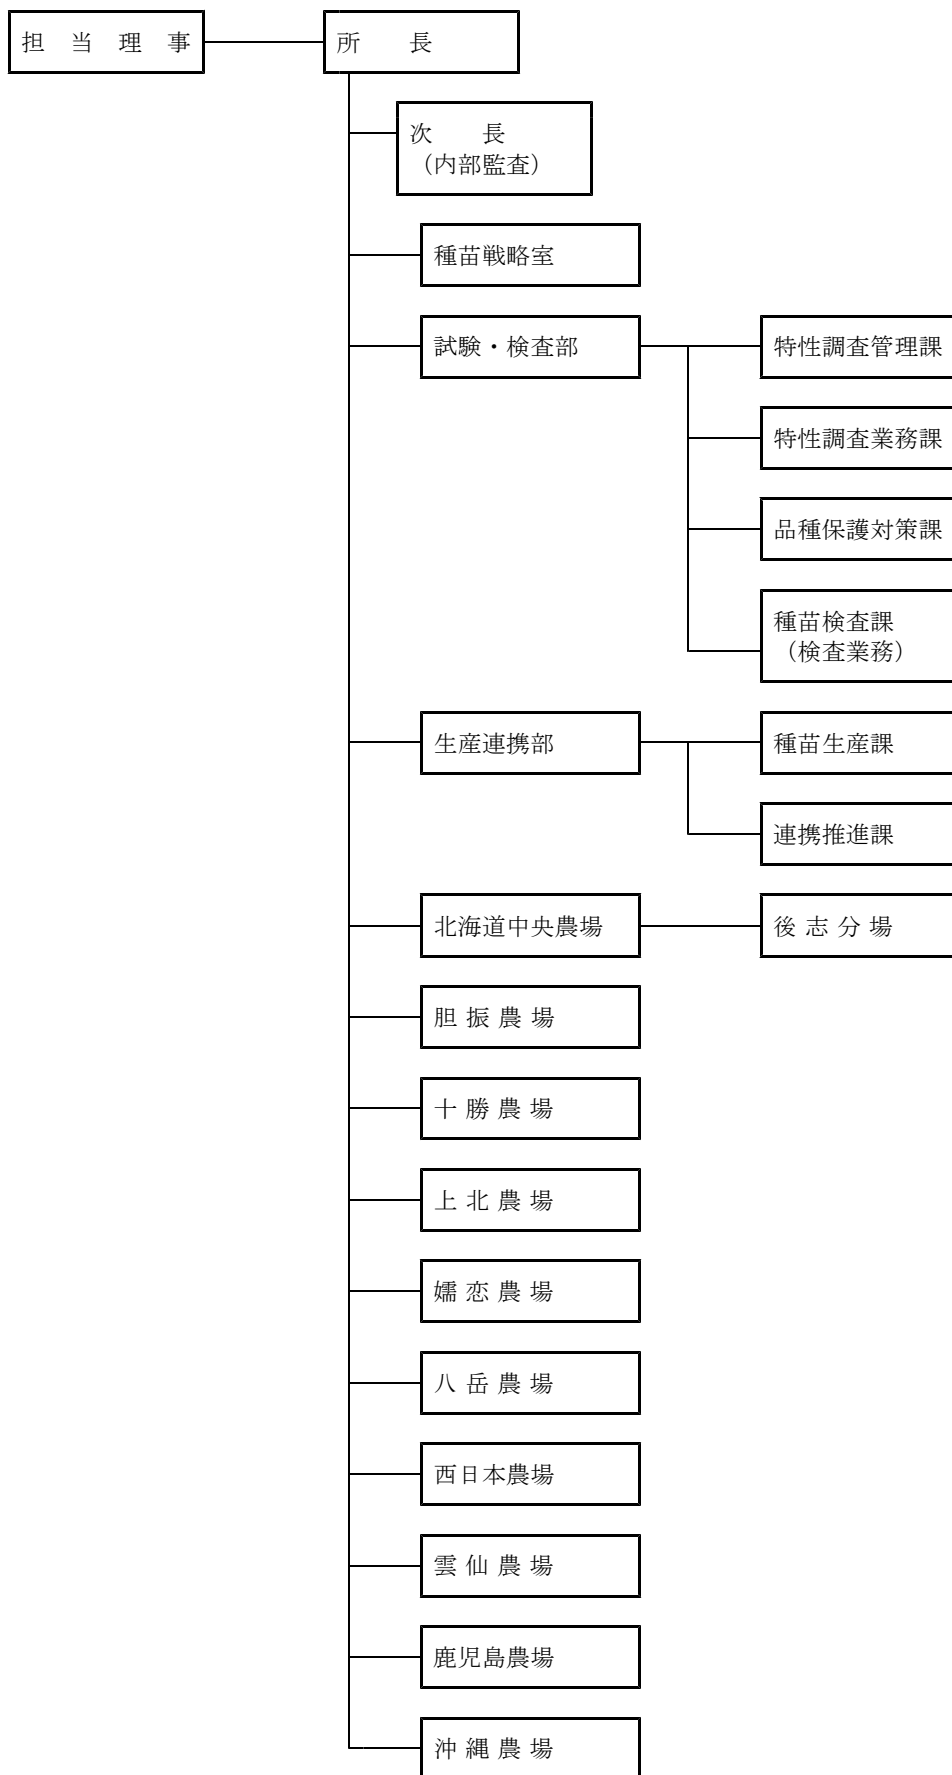 担 当 理 事
所 長
次 長
（内部監査）
種苗戦略室
試験・検査部
特性調査管理課
特性調査業務課
品種保護対策課
種苗検査課
（検査業務）
生産連携部
種苗生産課
連携推進課
北海道中央農場
後 志 分 場
胆 振 農 場
十 勝 農 場
上 北 農 場
嬬 恋 農 場
八 岳 農 場
西日本農場
雲 仙 農 場
鹿児島農場
沖 縄 農 場